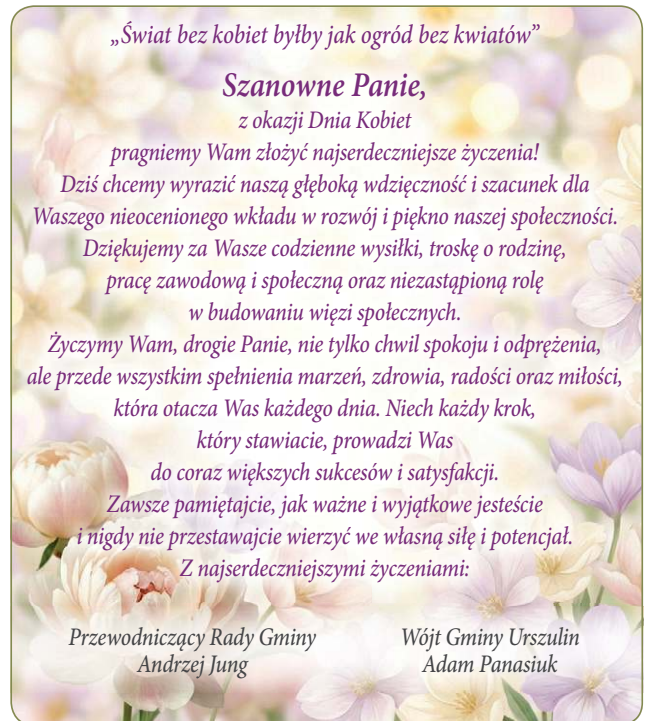 „Świat bez kobiet byłby jak ogród bez kwiatów”
Szanowne Panie,
z okazji Dnia Kobiet
pragniemy Wam złożyć najserdeczniejsze życzenia!
Dziś chcemy wyrazić naszą głęboką wdzięczność i szacunek dla
Waszego nieocenionego wkładu w rozwój i piękno naszej społeczności.
Dziękujemy za Wasze codzienne wysiłki, troskę o rodzinę,
pracę zawodową i społeczną oraz niezastąpioną rolę
w budowaniu więzi społecznych.
Życzymy Wam, drogie Panie, nie tylko chwil spokoju i odprężenia,
ale przede wszystkim spełnienia marzeń, zdrowia, radości oraz miłości,
która otacza Was każdego dnia. Niech każdy krok,
który stawiacie, prowadzi Was
do coraz większych sukcesów i satysfakcji.
Zawsze pamiętajcie, jak ważne i wyjątkowe jesteście
i nigdy nie przestawajcie wierzyć we własną siłę i potencjał.
Z najserdeczniejszymi życzeniami:
Przewodniczący Rady Gminy
Andrzej Jung
Wójt Gminy Urszulin
Adam Panasiuk